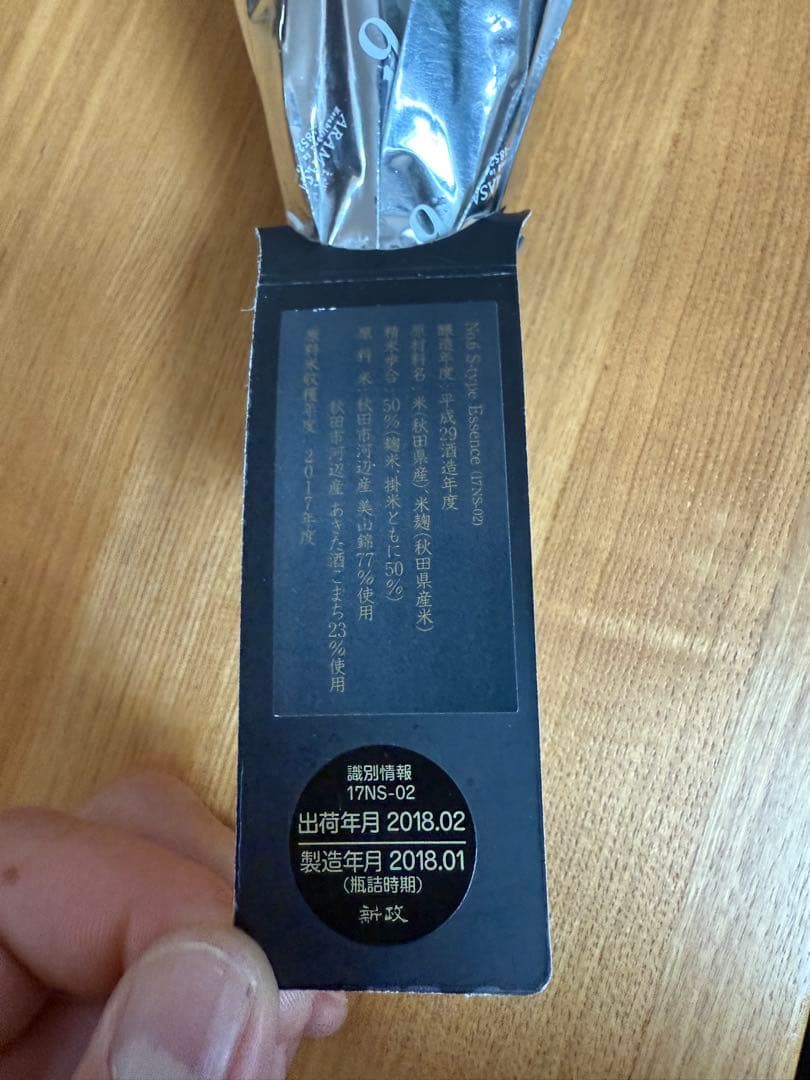 6
ARAMASA
1852
No.6 S-type Essence (17NS-02)
醸造年度：平成29酒造年度
原材料名：米(秋田県産)、米麹(秋田県産米)
精米歩合：50%(麹米、掛米ともに50%)
原料米：秋田市河辺産 美山錦77%使用
秋田市河辺産 あきた酒こまち23%使用
原料米収穫年度：2017年度
識別情報
17NS-02
出荷年月 2018.02
製造年月 2018.01
(瓶詰時期)
新政